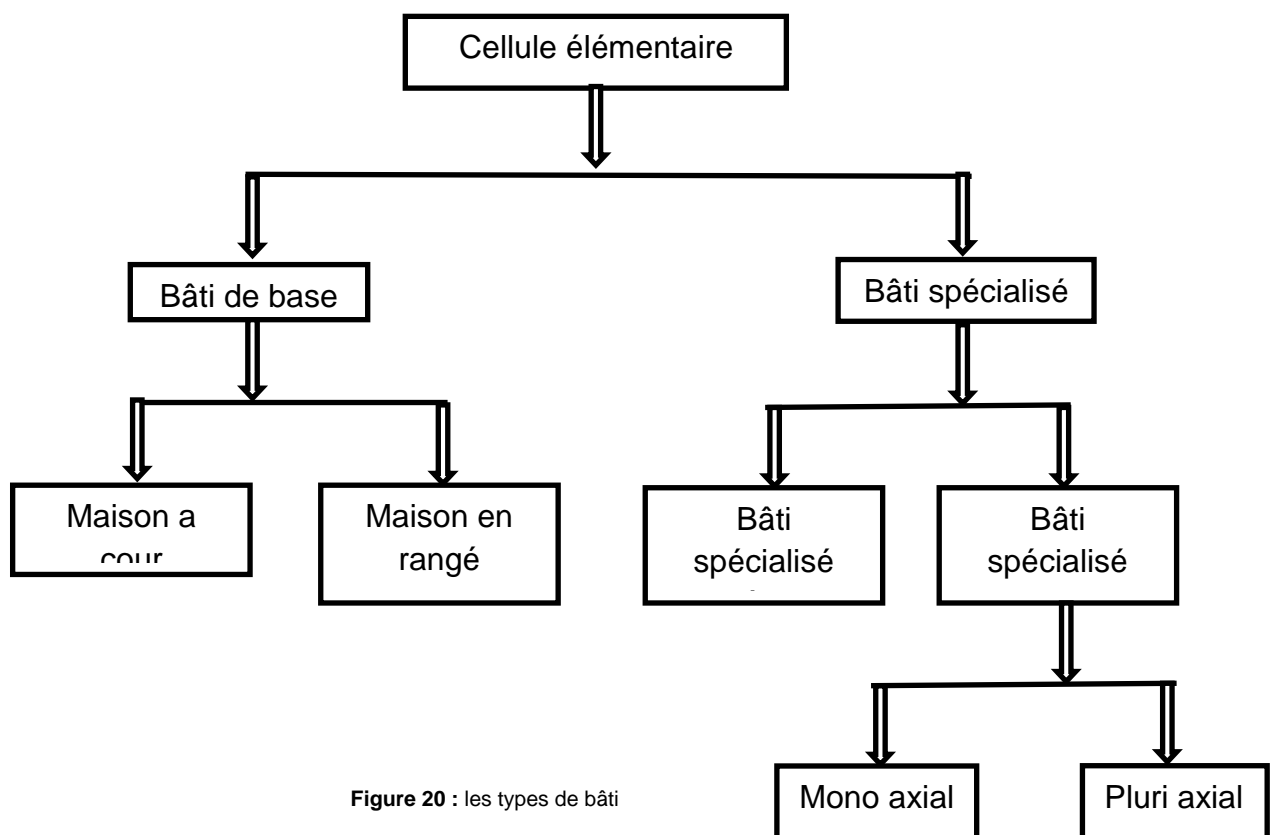 Cellule élémentaire
Bâti de base
Bâti spécialisé
Maison a
cour
Maison en
rangé
Bâti
spécialisé
Bâti
spécialisé
Mono axial
Pluri axial
Figure 20 : les types de bâti